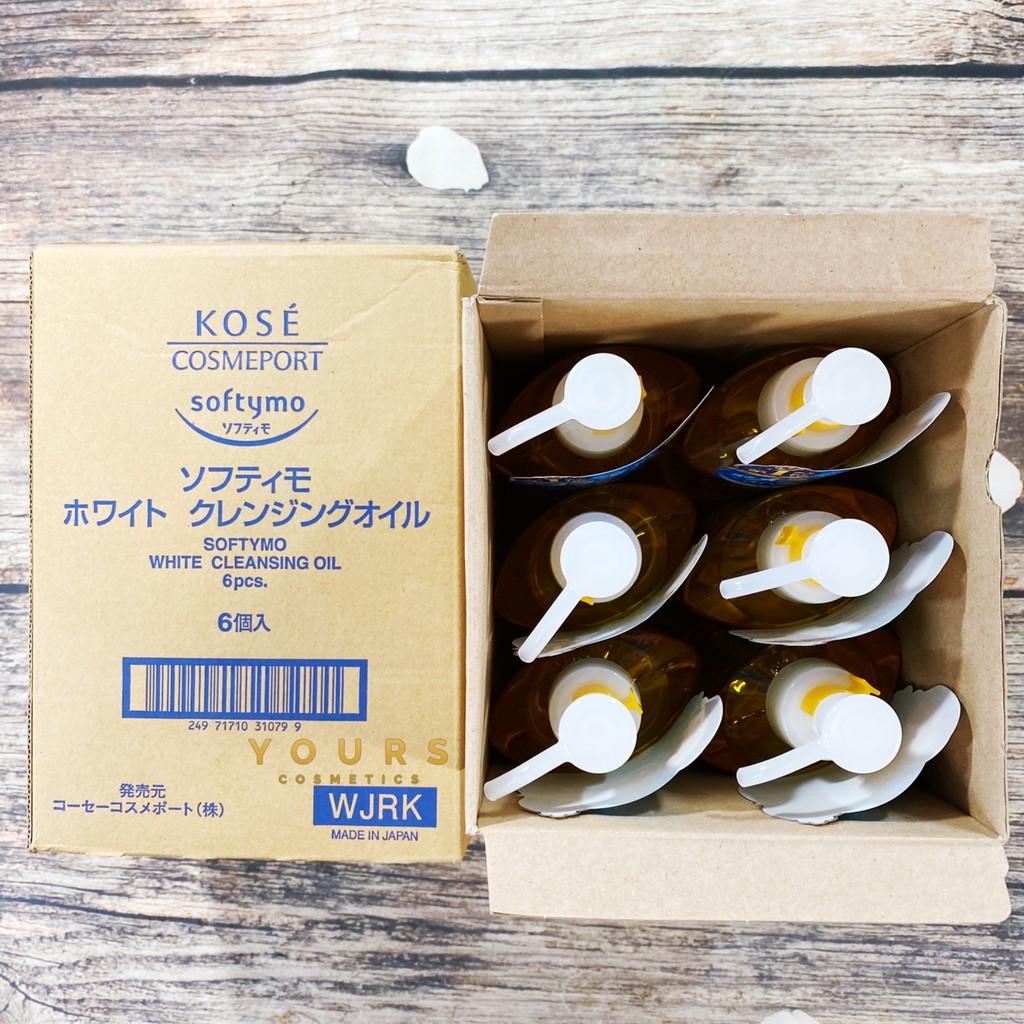 KOSÉ
COSMEPORT
softymo
ソフティモ
ソフティモ
ホワイト クレンジングオイル
SOFTYMO
WHITE CLEANSING OIL
6pcs.
6個入
249 71710 31079 9
YOURS
COSMETICS
発売元
コーセーコスメポート(株)
WJRK
MADE IN JAPAN